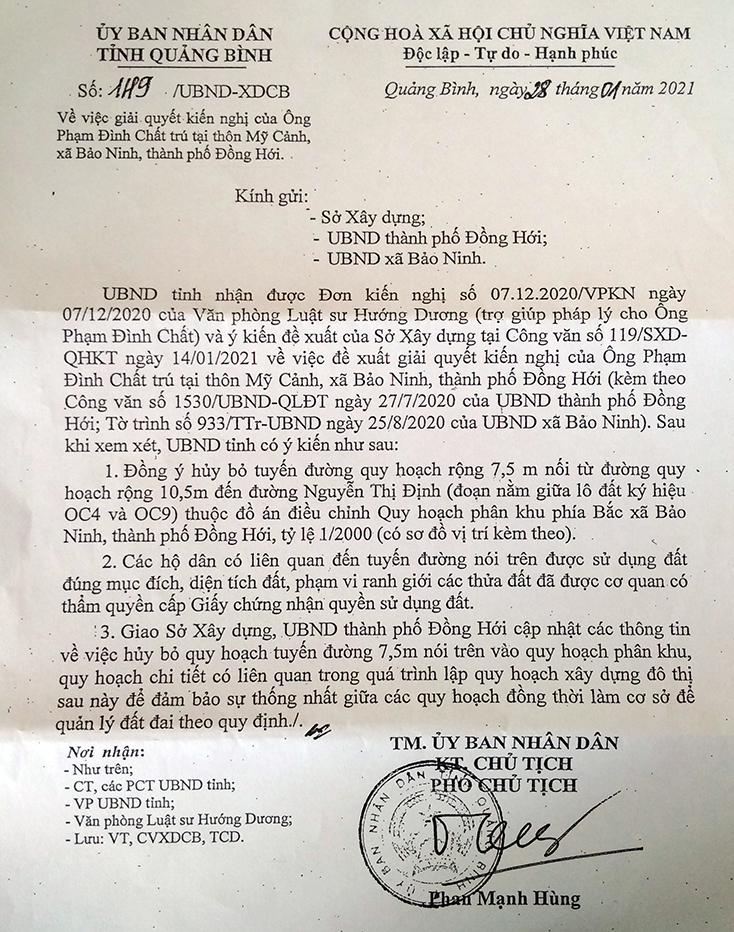 ỦY BAN NHÂN DÂN
TỈNH QUẢNG BÌNH
CỘNG HOÀ XÃ HỘI CHỦ NGHĨA VIỆT NAM
Độc lập - Tự do - Hạnh phúc
Số: 149 /UBND-XDCB
Quảng Bình, ngày 28 tháng 01 năm 2021
Về việc giải quyết kiến nghị của Ông
Phạm Đình Chất trú tại thôn Mỹ Cảnh,
xã Bảo Ninh, thành phố Đồng Hới.
Kính gửi:
- Sở Xây dựng;
- UBND thành phố Đồng Hới;
- UBND xã Bảo Ninh.
UBND tỉnh nhận được Đơn kiến nghị số 07.12.2020/VPKN ngày
07/12/2020 của Văn phòng Luật sư Hướng Dương (trợ giúp pháp lý cho Ông
Phạm Đình Chất) và ý kiến đề xuất của Sở Xây dựng tại Công văn số 119/SXD-
QHKT ngày 14/01/2021 về việc đề xuất giải quyết kiến nghị của Ông Phạm
Đình Chất trú tại thôn Mỹ Cảnh, xã Bảo Ninh, thành phố Đồng Hới (kèm theo
Công văn số 1530/UBND-QLĐT ngày 27/7/2020 của UBND thành phố Đồng
Hới; Tờ trình số 933/TTr-UBND ngày 25/8/2020 của UBND xã Bảo Ninh). Sau
khi xem xét, UBND tỉnh có ý kiến như sau:
1. Đồng ý hủy bỏ tuyến đường quy hoạch rộng 7,5 m nối từ đường quy
hoạch rộng 10,5m đến đường Nguyễn Thị Định (đoạn nằm giữa lô đất ký hiệu
OC4 và OC9) thuộc đồ án điều chỉnh Quy hoạch phân khu phía Bắc xã Bảo
Ninh, thành phố Đồng Hới, tỷ lệ 1/2000 (có sơ đồ vị trí kèm theo).
2. Các hộ dân có liên quan đến tuyến đường nói trên được sử dụng đất
đúng mục đích, diện tích đất, phạm vi ranh giới các thửa đất đã được cơ quan có
thẩm quyền cấp Giấy chứng nhận quyền sử dụng đất.
3. Giao Sở Xây dựng, UBND thành phố Đồng Hới cập nhật các thông tin
về việc hủy bỏ quy hoạch tuyến đường 7,5m nói trên vào quy hoạch phân khu,
quy hoạch chi tiết có liên quan trong quá trình lập quy hoạch xây dựng đô thị
sau này để đảm bảo sự thống nhất giữa các quy hoạch đồng thời làm cơ sở để
quản lý đất đai theo quy định./.
Nơi nhận:
- Như trên;
- CT, các PCT UBND tỉnh;
- VP UBND tỉnh;
- Văn phòng Luật sư Hướng Dương;
- Lưu: VT, CVXDCB, TCD.
TM. ỦY BAN NHÂN DÂN
KT. CHỦ TỊCH
PHÓ CHỦ TỊCH
ỦY BAN NHÂN DÂN TỈNH QUẢNG BÌNH
Phan Mạnh Hùng